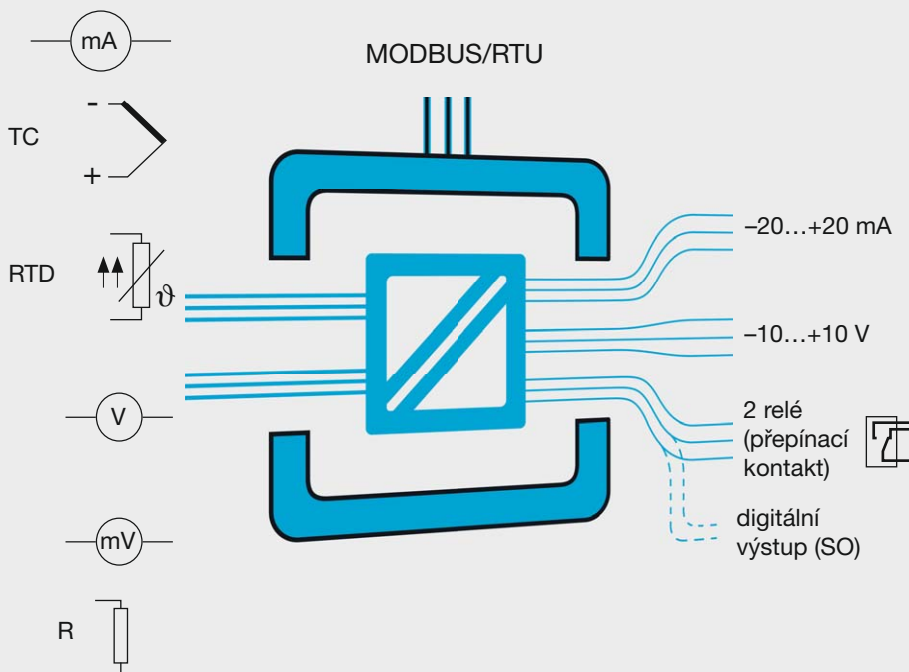 mA
MODBUS/RTU
-
TC
+
RTD
ϑ
V
mV
R
–20…+20 mA
–10…+10 V
2 relé
(přepínací
kontakt)
digitální
výstup (SO)